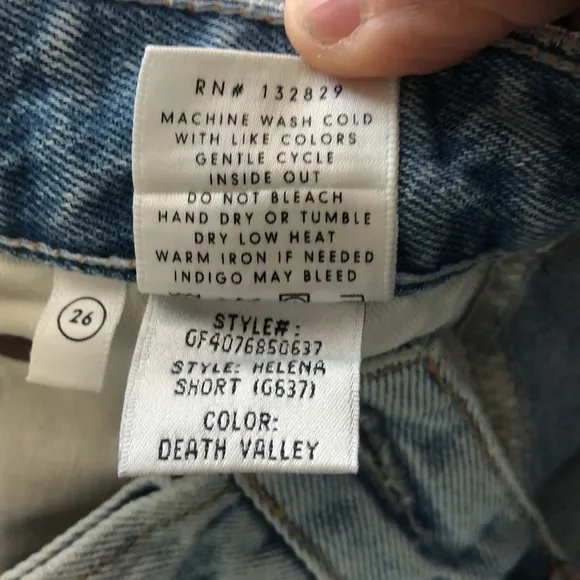 RN# 132829
MACHINE WASH COLD
WITH LIKE COLORS
GENTLE CYCLE
INSIDE OUT
DO NOT BLEACH
HAND DRY OR TUMBLE
DRY LOW HEAT
WARM IRON IF NEEDED
INDIGO MAY BLEED
26
STYLE#:
GF4076850637
STYLE: HELENA
SHORT (G637)
COLOR:
DEATH VALLEY